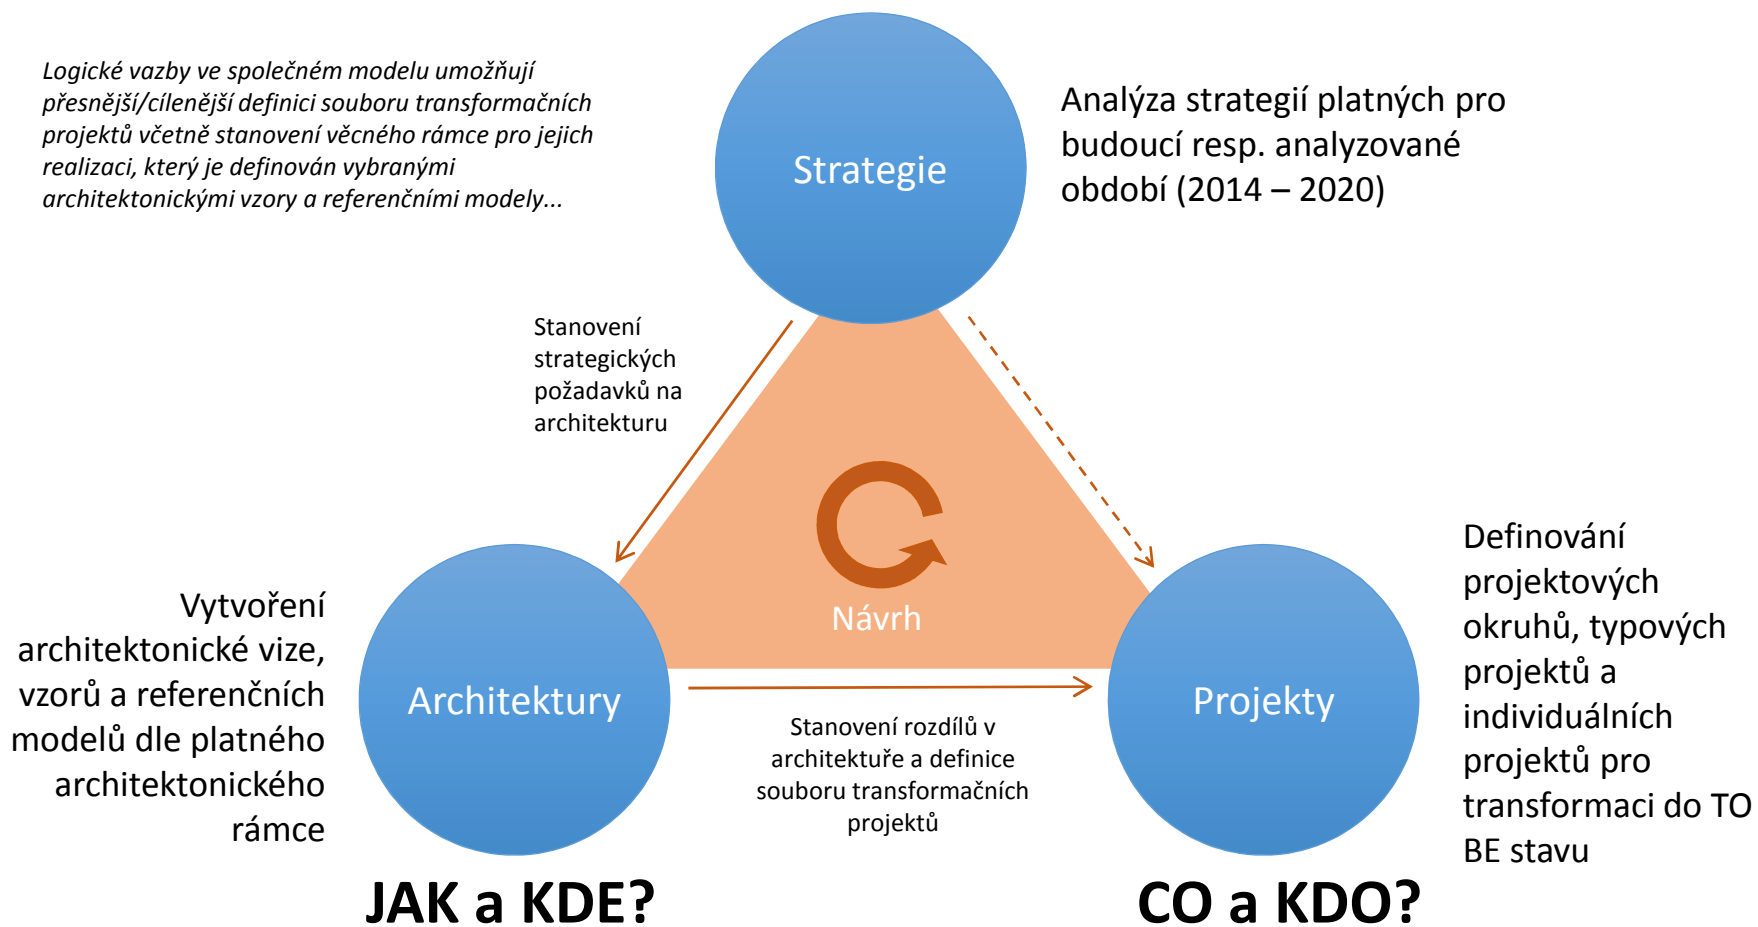 Logické vazby ve společném modelu umožňují
přesnější/cílenější definici souboru transformačních
projektů včetně stanovení věcného rámce pro jejich
realizaci, který je definován vybranými
architektonickými vzory a referenčními modely...
Strategie
Analýza strategií platných pro
budoucí resp. analyzované
období (2014 – 2020)
Stanovení
strategických
požadavků na
architekturu
Návrh
Vytvoření
architektonické vize,
vzorů a referenčních
modelů dle platného
architektonického
rámce
Architektury
Stanovení rozdílů v
architektuře a definice
souboru transformačních
projektů
Projekty
Definování
projektových
okruhů, typových
projektů a
individuálních
projektů pro
transformaci do TO
BE stavu
JAK a KDE?
CO a KDO?